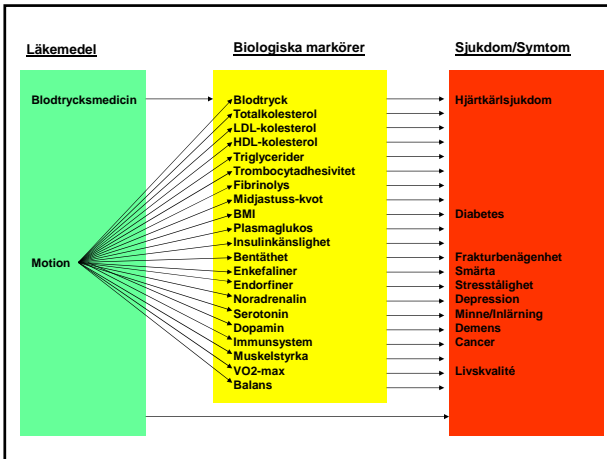 Läkemedel
Biologiska markörer
Sjukdom/Symtom
Blodtrycksmedicin
Motion
Blodtryck
Totalkolesterol
LDL-kolesterol
HDL-kolesterol
Triglycerider
Trombocytadhesivitet
Fibrinolys
Midjastuss-kvot
BMI
Plasmaglukos
Insulinkänslighet
Bentäthet
Enkefaliner
Endorfiner
Noradrenalin
Serotonin
Dopamin
Immunsystem
Muskelstyrka
VO2-max
Balans
Hjärtkärlsjukdom
Diabetes
Frakturbenägenhet
Smärta
Stresstålighet
Depression
Minne/Inlärning
Demens
Cancer
Livskvalité